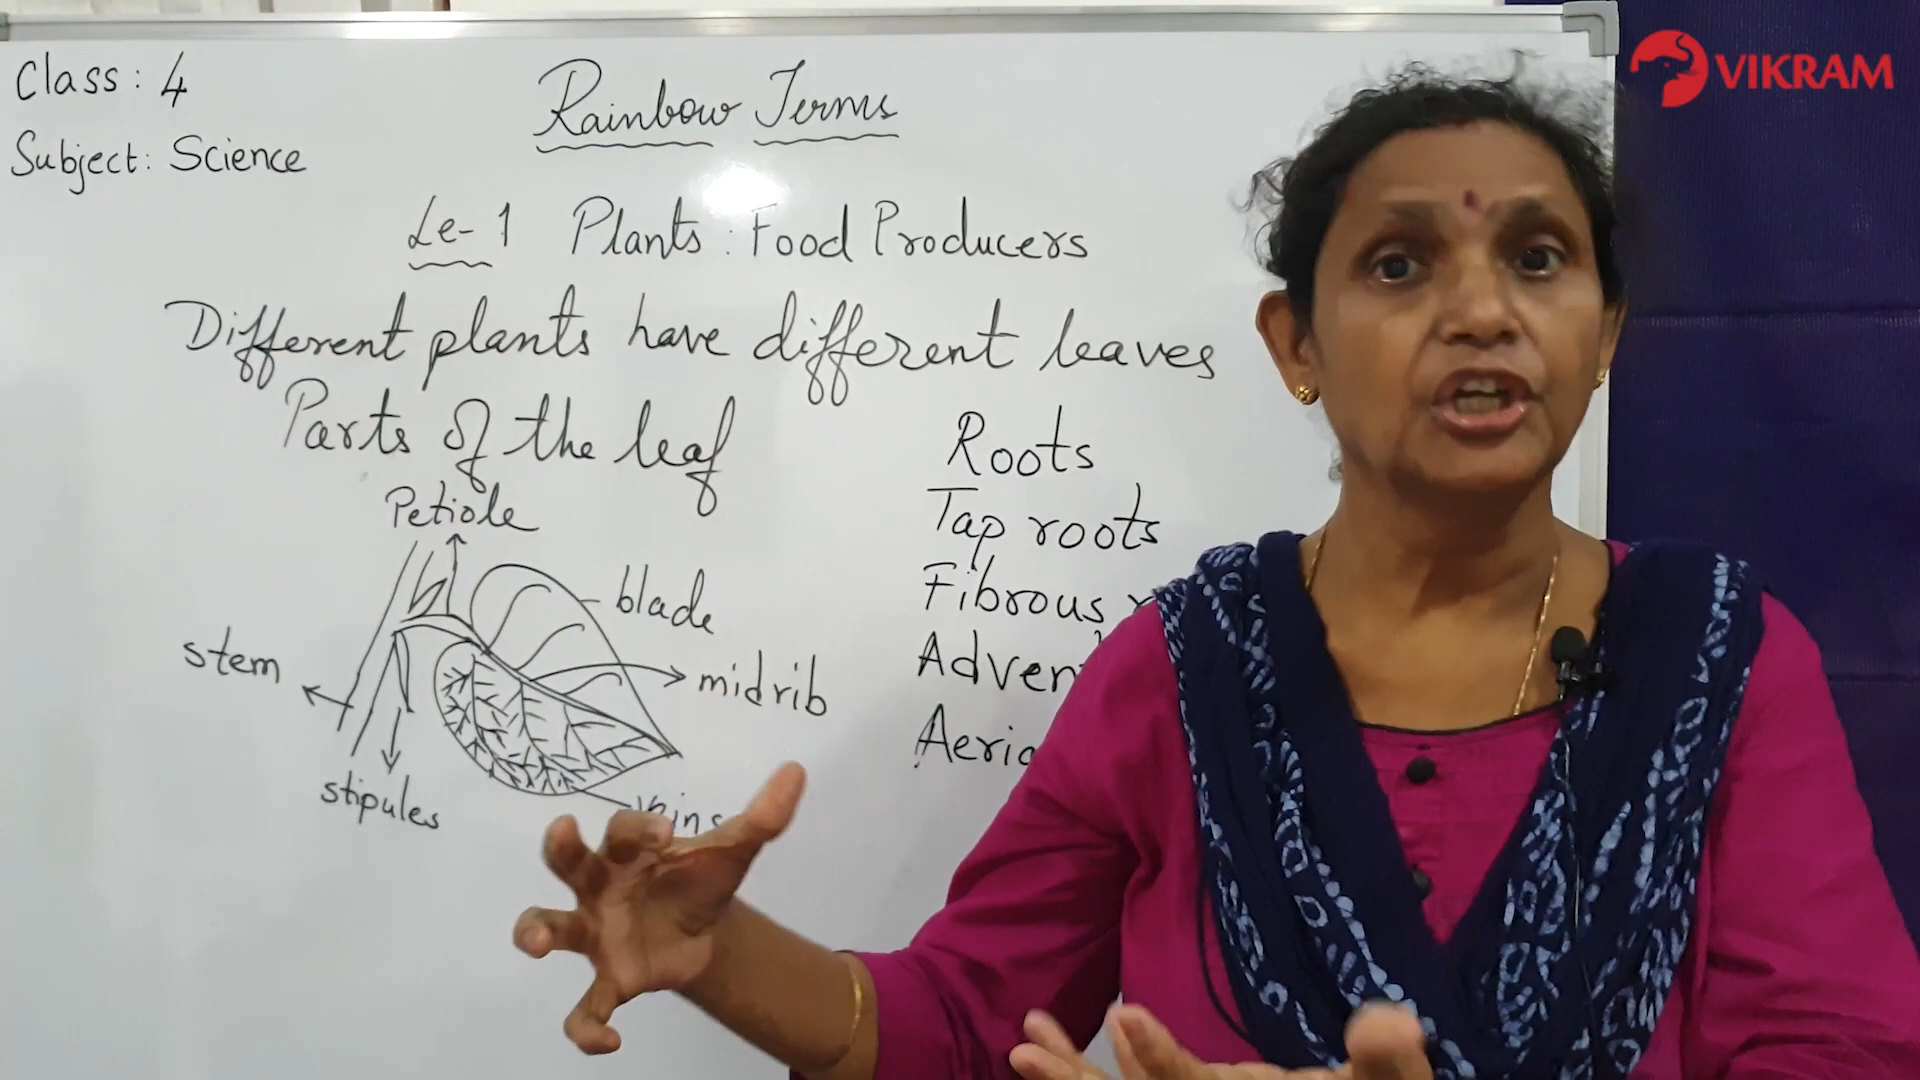 VIKRAM
Class: 4
Subject: Science
Rainbow Terms
Le-1 Plants: Food Producers
Different plants have different leaves
Parts of the leaf
Petiole
blade
stem
midrib
stipules
Roots
Tap roots
Fibrous